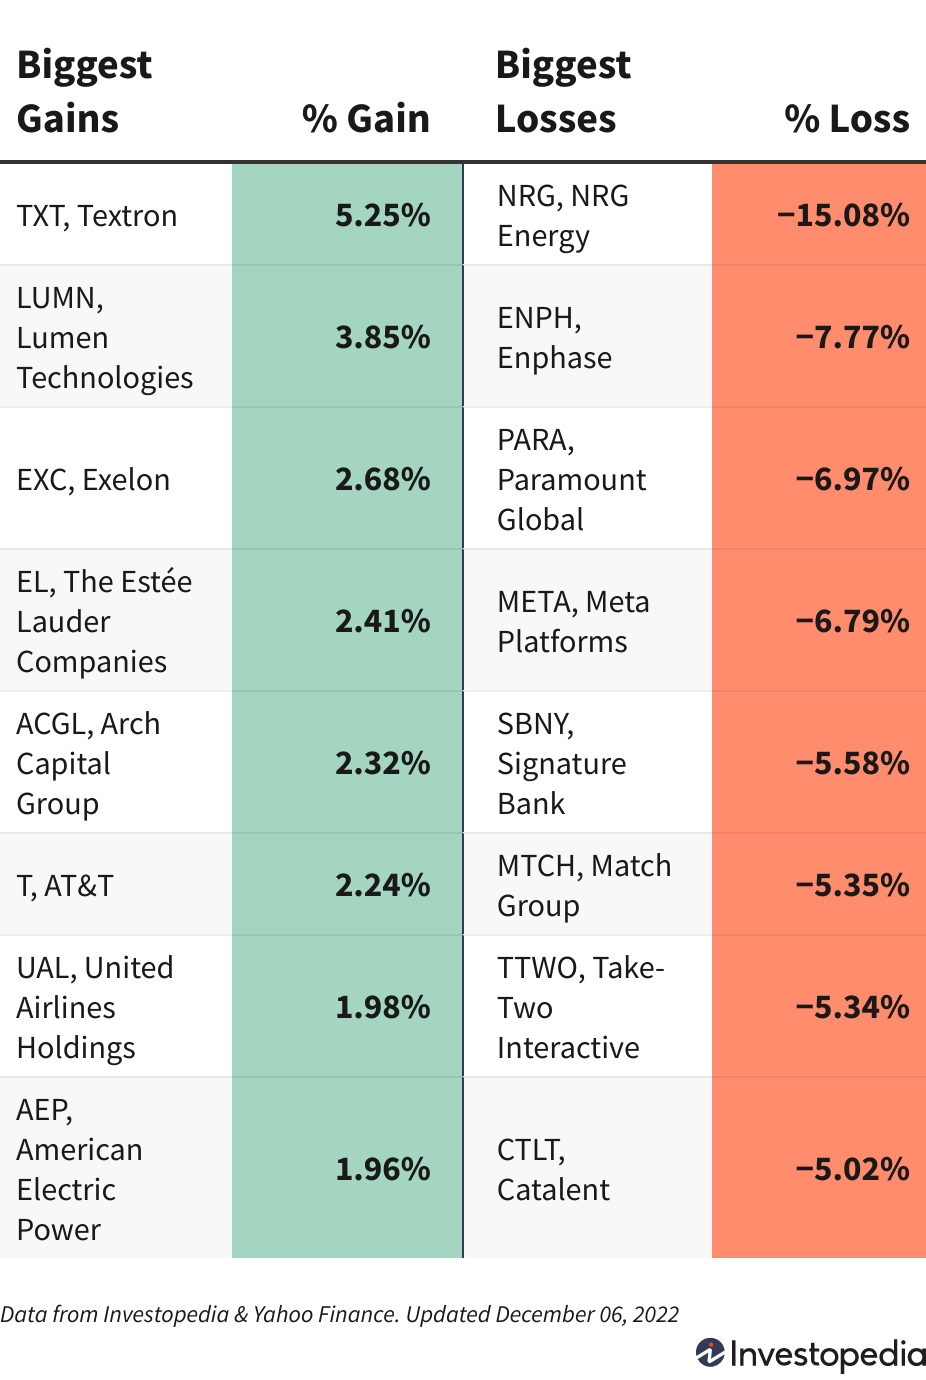 Biggest Gains % Gain Biggest Losses % Loss
TXT, Textron 5.25% NRG, NRG Energy −15.08%
LUMN, Lumen Technologies 3.85% ENPH, Enphase −7.77%
EXC, Exelon 2.68% PARA, Paramount Global −6.97%
EL, The Estée Lauder Companies 2.41% META, Meta Platforms −6.79%
ACGL, Arch Capital Group 2.32% SBNY, Signature Bank −5.58%
T, AT&T 2.24% MTCH, Match Group −5.35%
UAL, United Airlines Holdings 1.98% TTWO, Take-Two Interactive −5.34%
AEP, American Electric Power 1.96% CTLT, Catalent −5.02%
Data from Investopedia & Yahoo Finance. Updated December 06, 2022
Investopedia